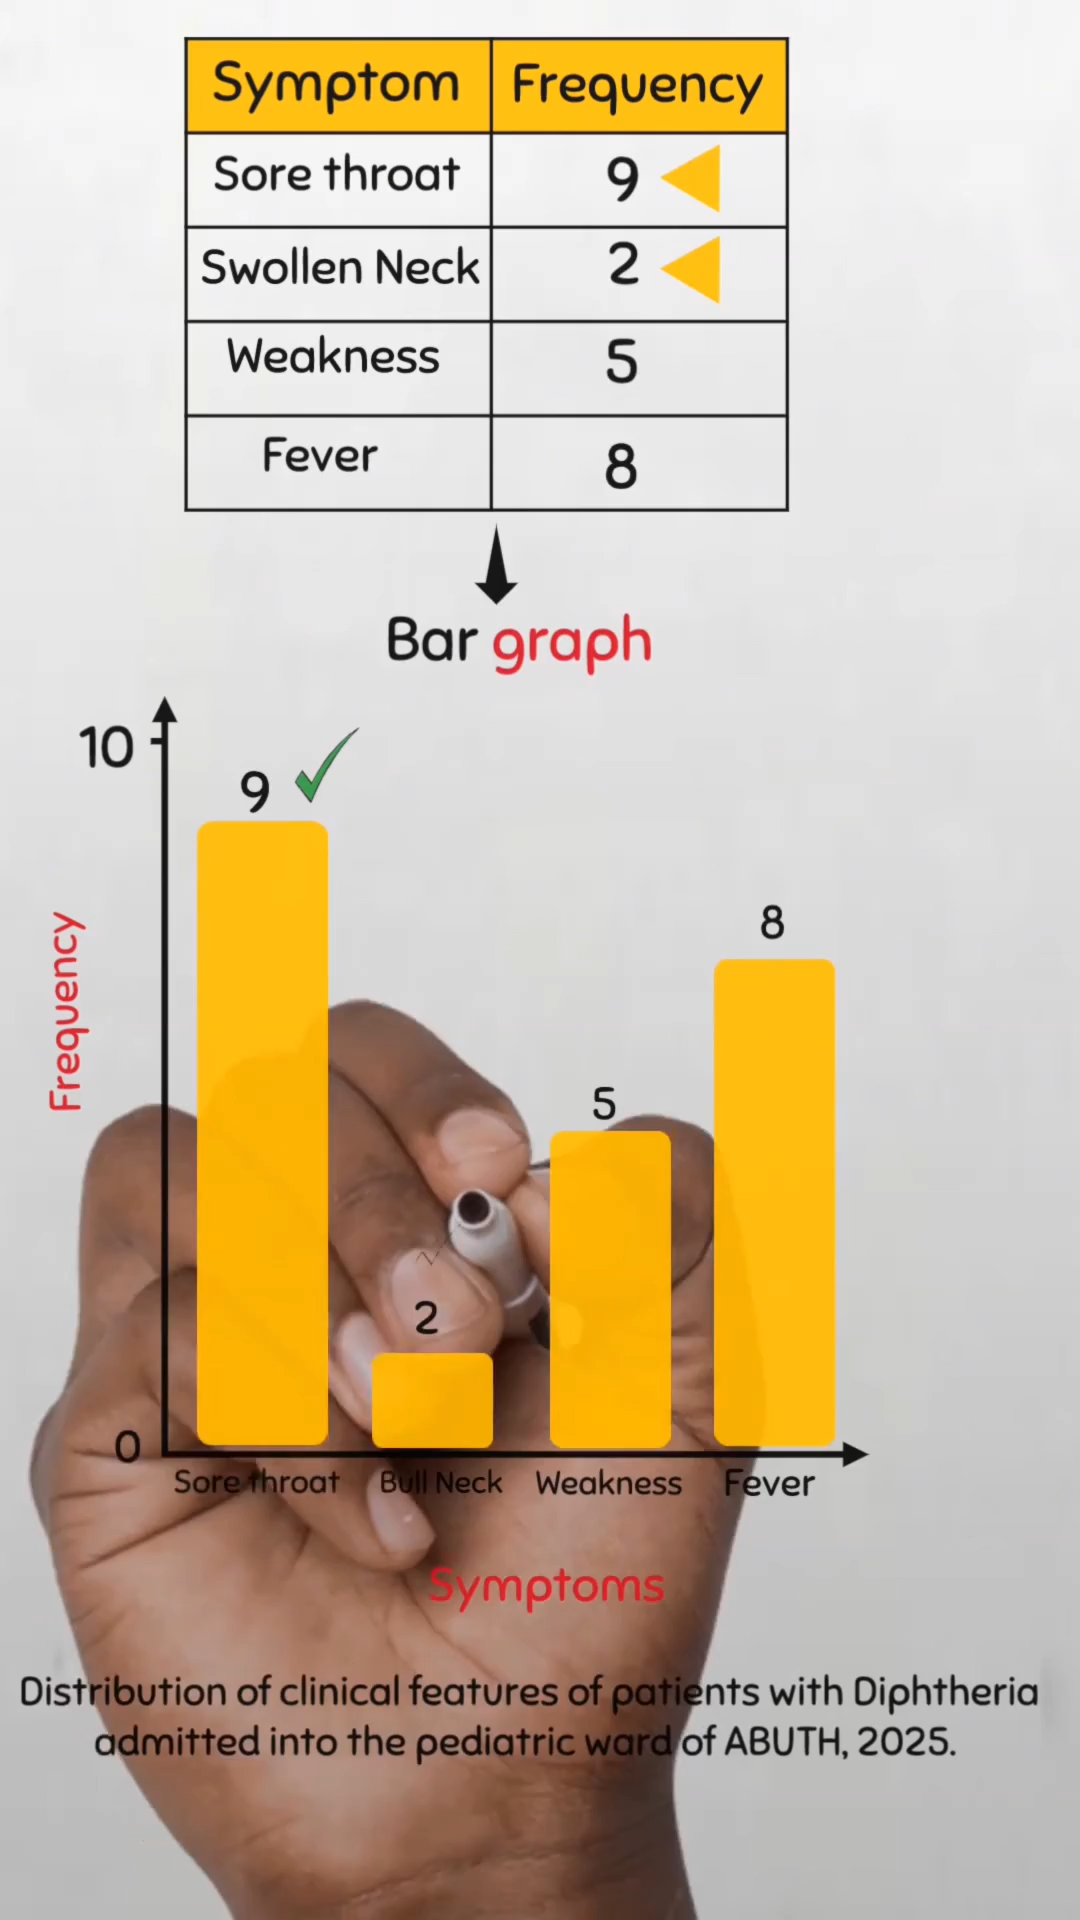 Symptom Frequency
Sore throat 9
Swollen Neck 2
Weakness 5
Fever 8
Bar graph
10
9
8
Frequency
5
2
0
Sore throat Bull Neck Weakness Fever
Symptoms
Distribution of clinical features of patients with Diphtheria
admitted into the pediatric ward of ABUTH, 2025.